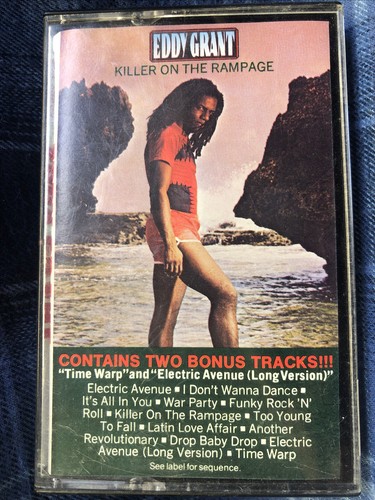 EDDY GRANT
KILLER ON THE RAMPAGE
CONTAINS TWO BONUS TRACKS!!!
"Time Warp" and "Electric Avenue (Long Version)"
Electric Avenue ▪ I Don't Wanna Dance ▪
It's All In You ▪ War Party ▪ Funky Rock 'N'
Roll ▪ Killer On The Rampage ▪ Too Young
To Fall ▪ Latin Love Affair ▪ Another
Revolutionary ▪ Drop Baby Drop ▪ Electric
Avenue (Long Version) ▪ Time Warp
See label for sequence.